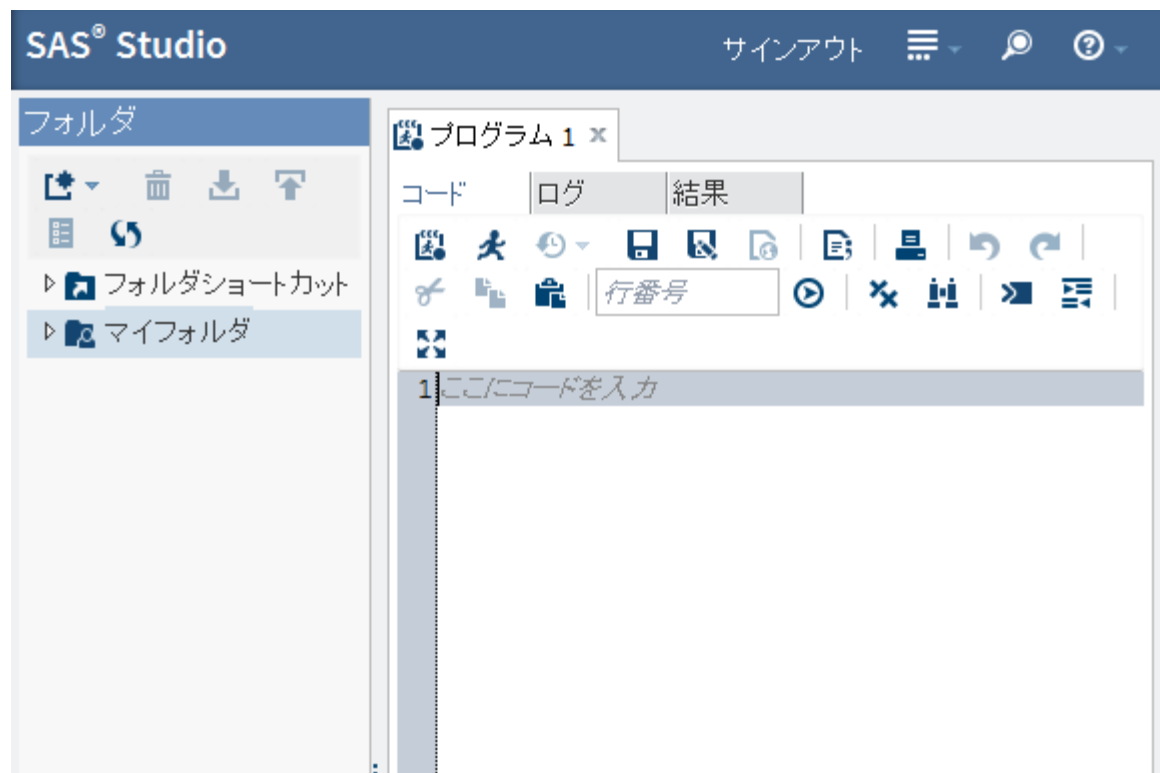 SAS® Studio
サインアウト
フォルダ
フォルダショートカット
マイフォルダ
プログラム 1
コード ログ 結果
行番号
1 ここにコードを入力